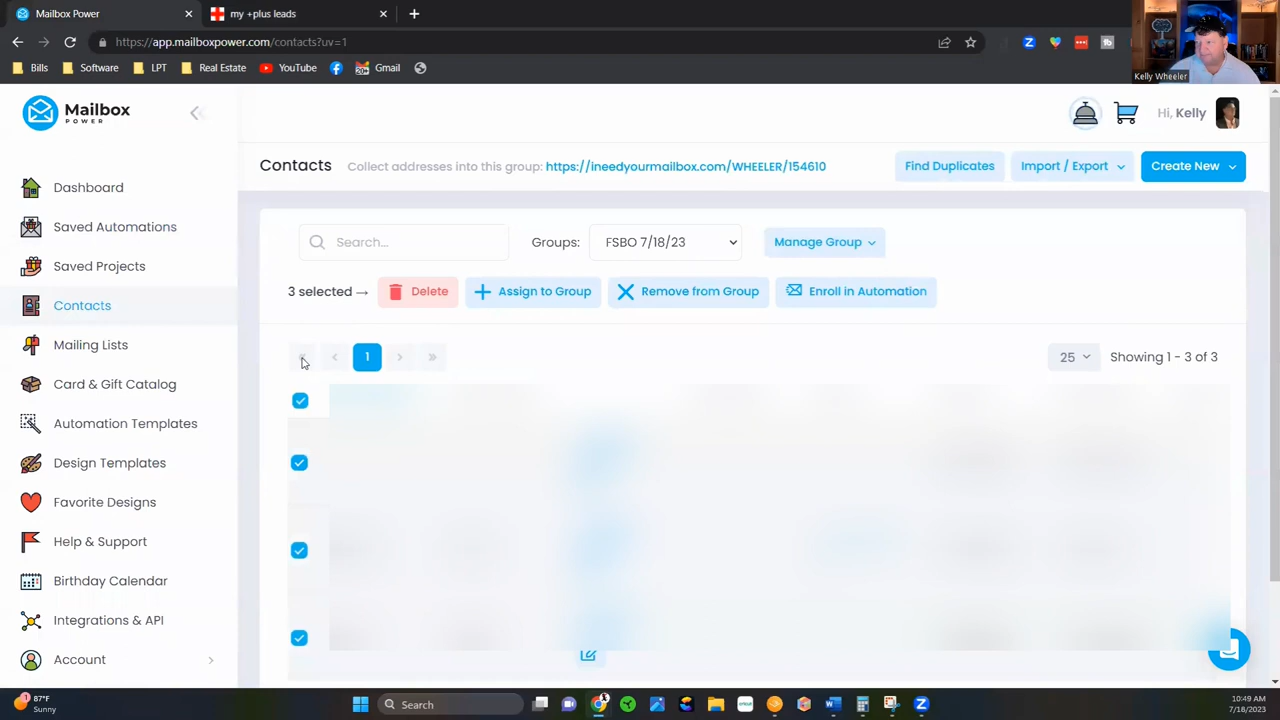 Mailbox Power
my +plus leads
https://app.mailboxpower.com/contacts?uv=1
Bills
Software
LPT
Real Estate
YouTube
Gmail
Kelly Wheeler
Mailbox
POWER
Hi, Kelly
Contacts
Collect addresses into this group: https://ineedyourmailbox.com/WHEELER/154610
Find Duplicates
Import / Export
Create New
Dashboard
Saved Automations
Saved Projects
Contacts
Mailing Lists
Card & Gift Catalog
Automation Templates
Design Templates
Favorite Designs
Help & Support
Birthday Calendar
Integrations & API
Account
Search...
Groups:
FSBO 7/18/23
Manage Group
3 selected →
Delete
Assign to Group
Remove from Group
Enroll in Automation
1
25
Showing 1 - 3 of 3
87°F
Sunny
Search
10:49 AM
7/18/2023